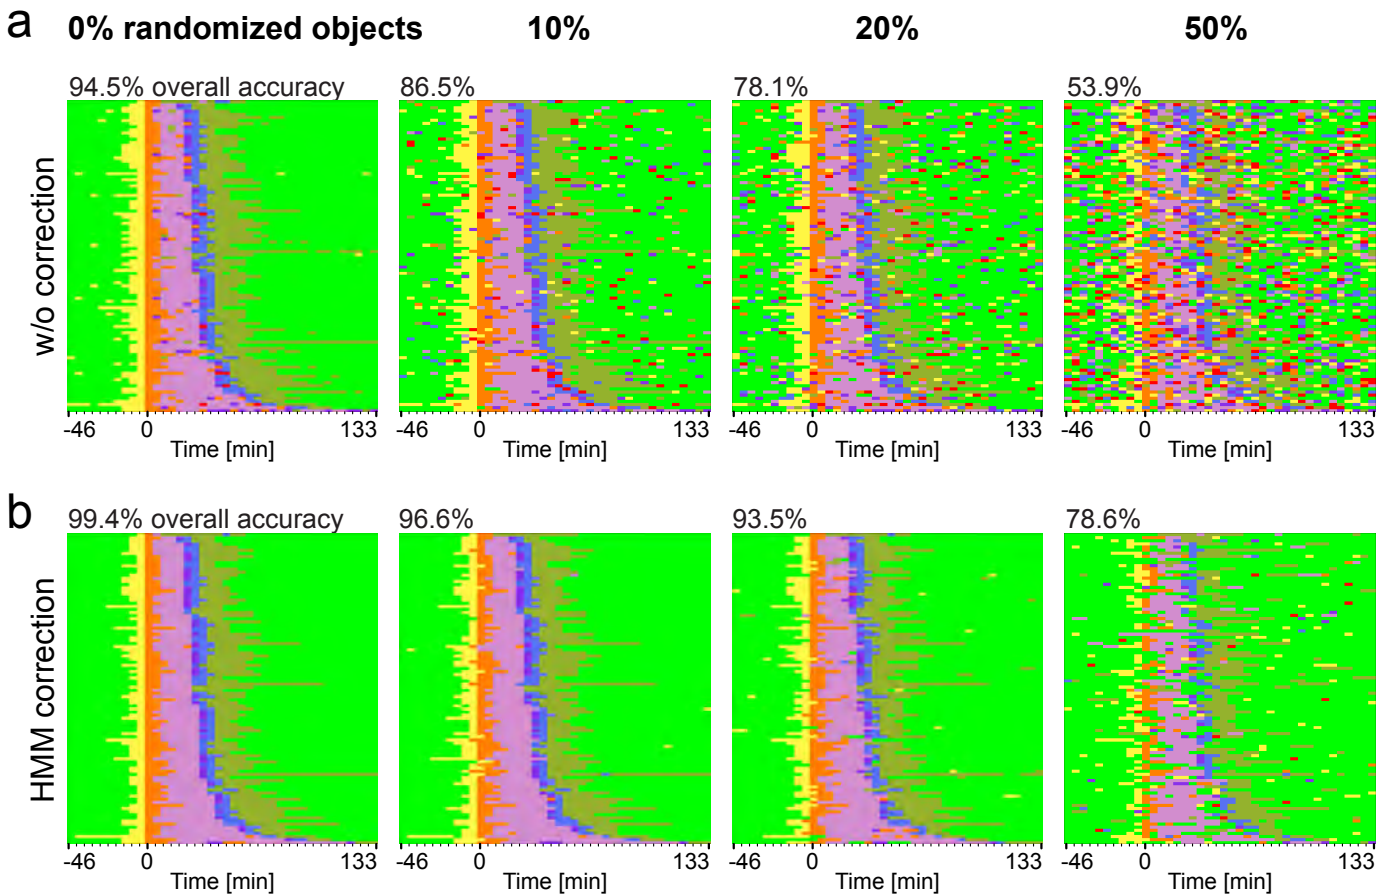 a
0% randomized objects 10% 20% 50%
94.5% overall accuracy 86.5% 78.1% 53.9%
w/o correction
-46 0 133 -46 0 133 -46 0 133 -46 0 133
Time [min] Time [min] Time [min] Time [min]
b
99.4% overall accuracy 96.6% 93.5% 78.6%
HMM correction
-46 0 133 -46 0 133 -46 0 133 -46 0 133
Time [min] Time [min] Time [min] Time [min]